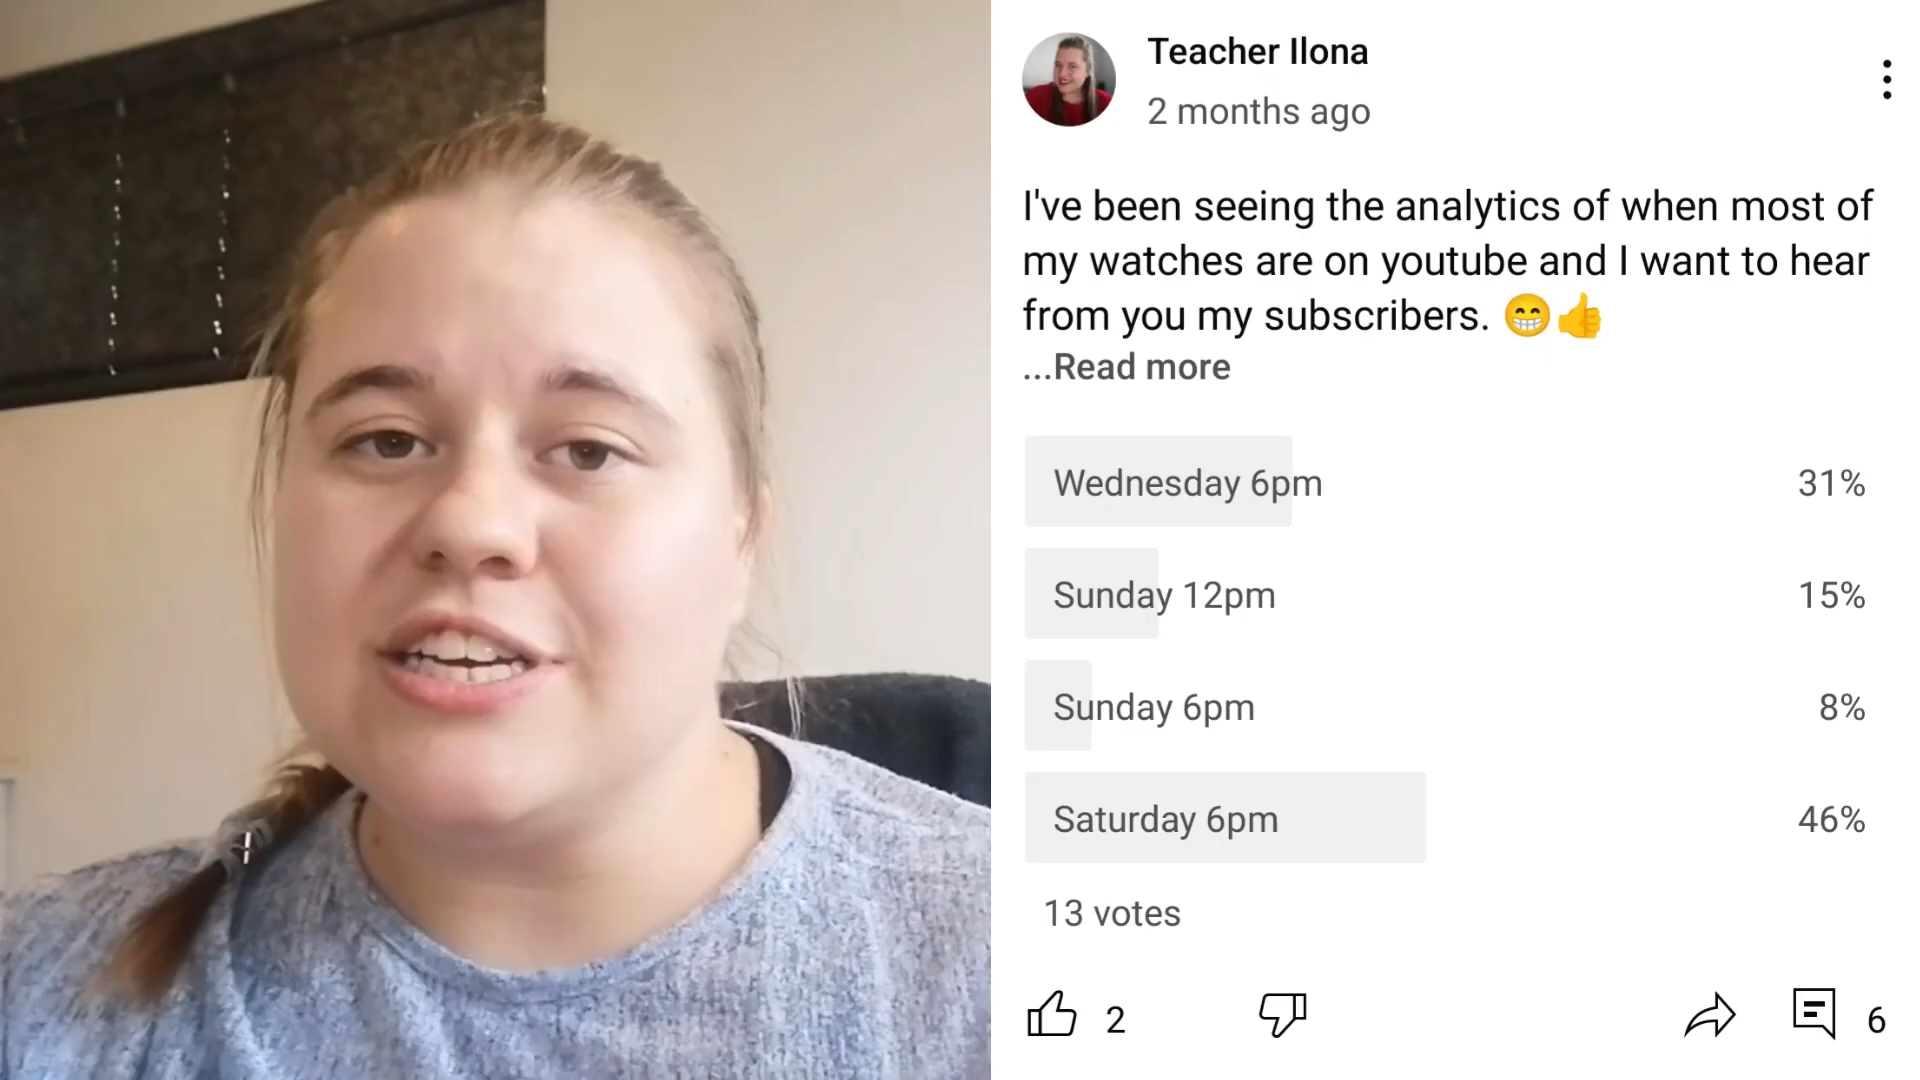 Teacher Ilona
2 months ago
I've been seeing the analytics of when most of
my watches are on youtube and I want to hear
from you my subscribers. 😁👍
...Read more
Wednesday 6pm 31%
Sunday 12pm 15%
Sunday 6pm 8%
Saturday 6pm 46%
13 votes
2 6